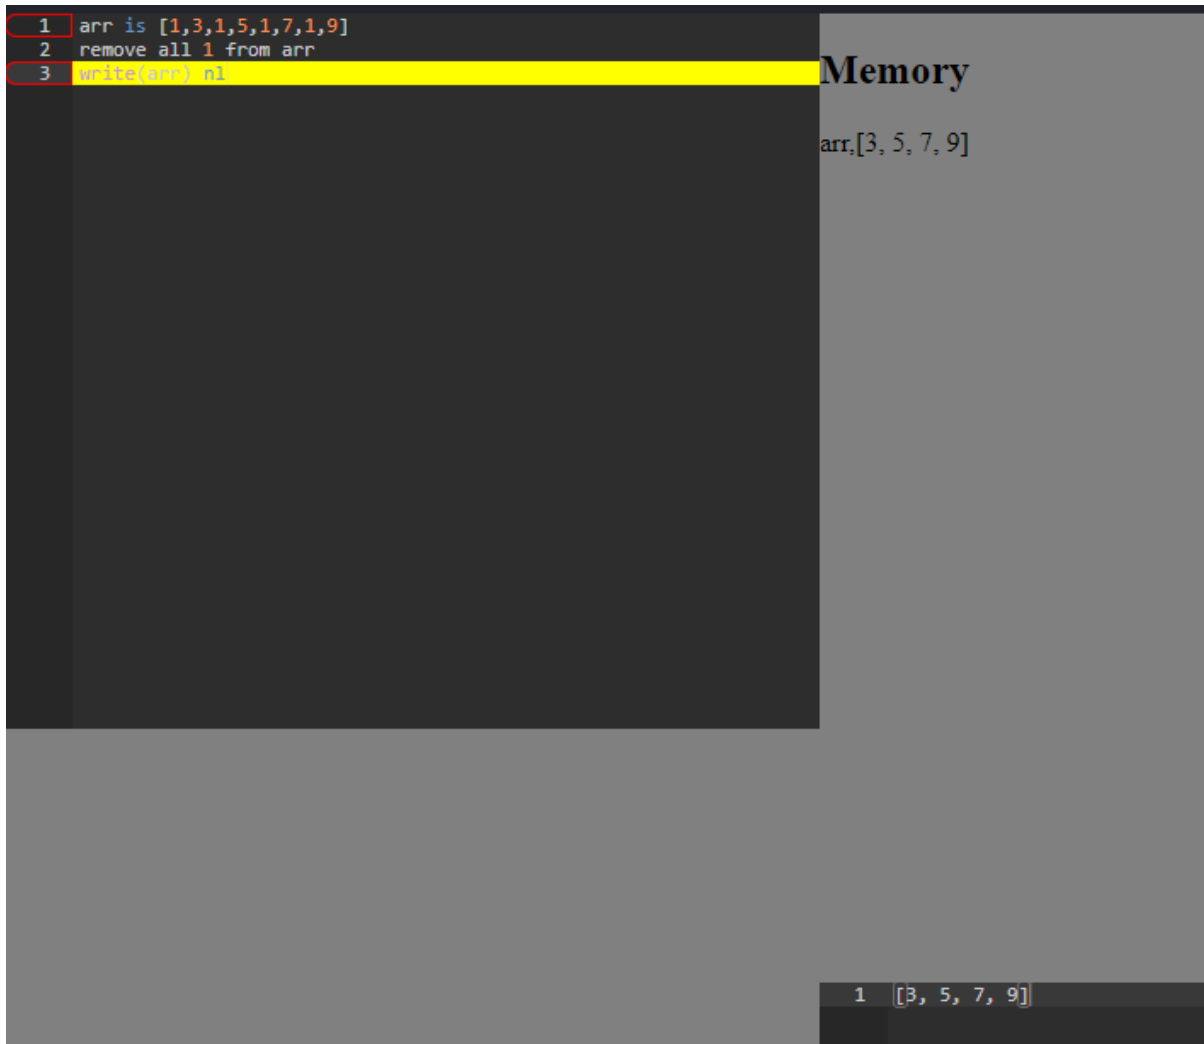 1 arr is [1,3,1,5,1,7,1,9]
2 remove all 1 from arr
3 write(arr) nl
Memory
arr,[3, 5, 7, 9]
1 [3, 5, 7, 9]